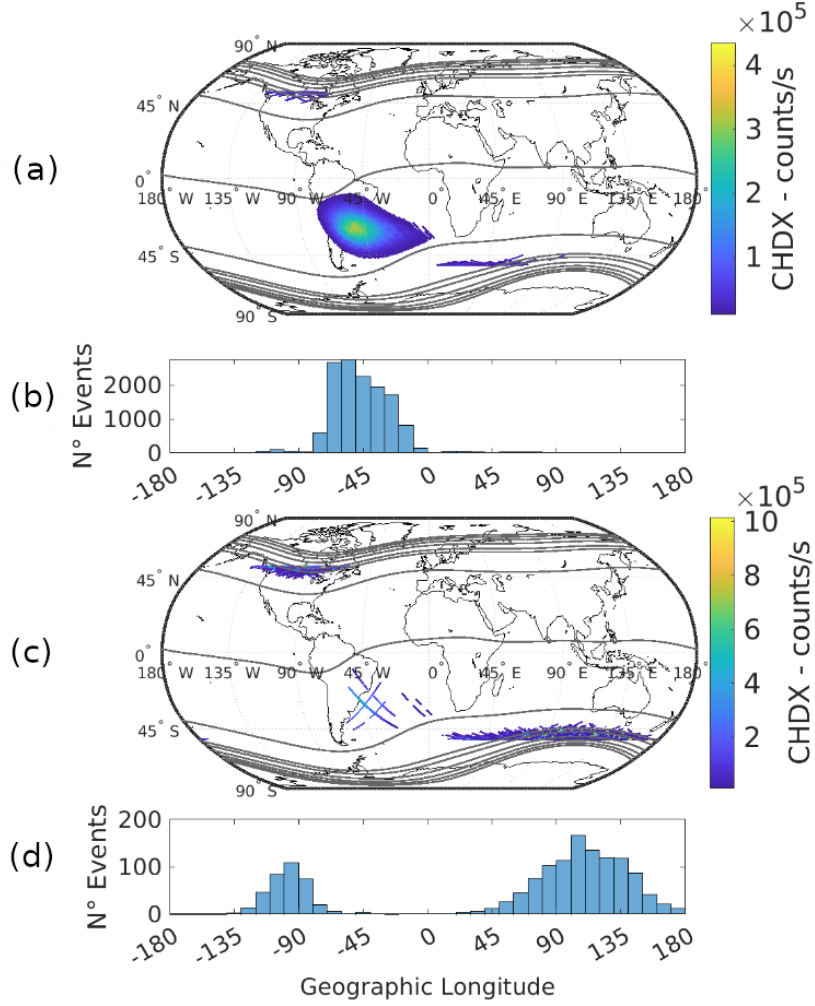 ×10⁵
90° N
4
45° N
3
(a)
0°
180° W 135° W 90° W 45° W 0° 45° E 90° E 135° E 180° E
2
45° S
1
90° S
CHDX - counts/s
(b)
N° Events
2000
1000
0
-180 -135 -90 -45 0 45 90 135 180
×10⁵
90° N
10
45° N
8
(c)
0°
6
180° W 135° W 90° W 45° W 0° 45° E 90° E 135° E 180° E
4
45° S
2
90° S
CHDX - counts/s
(d)
N° Events
200
100
0
-180 -135 -90 -45 0 45 90 135 180
Geographic Longitude